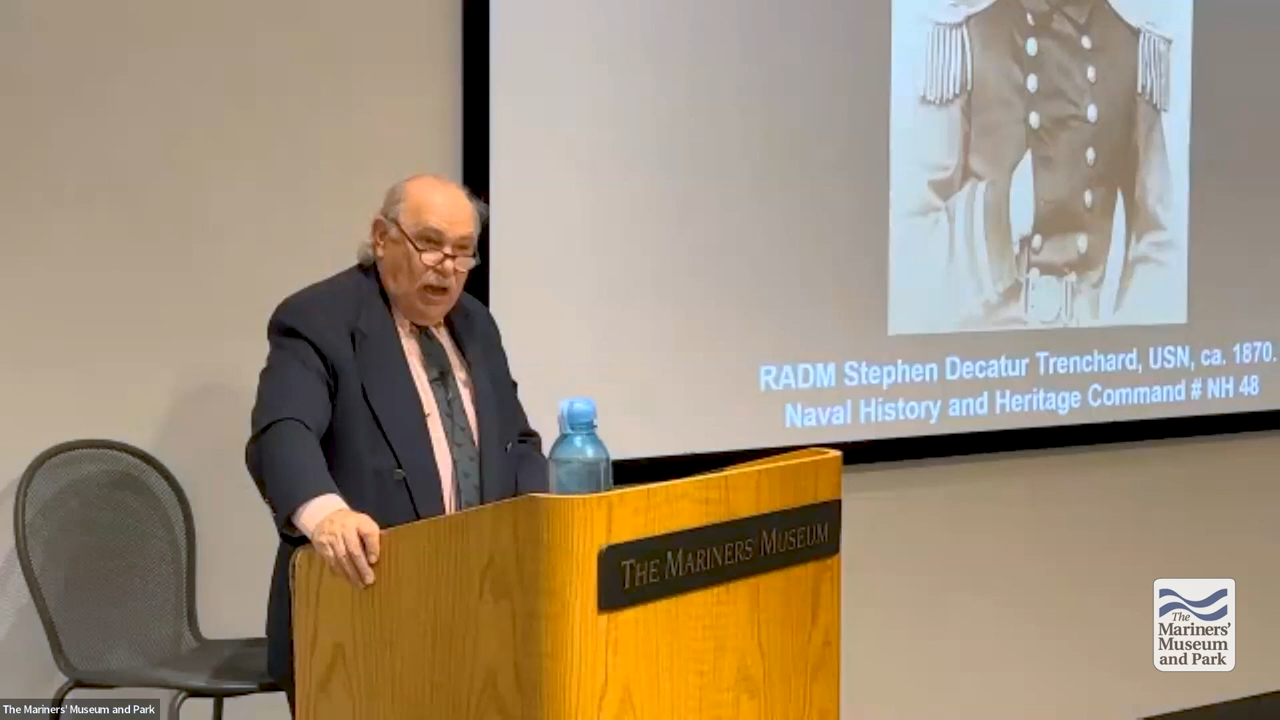 RADM Stephen Decatur Trenchard, USN, ca. 1870.
Naval History and Heritage Command # NH 48
THE MARINERS MUSEUM
The
Mariners'
Museum
and Park
The Mariners' Museum and Park